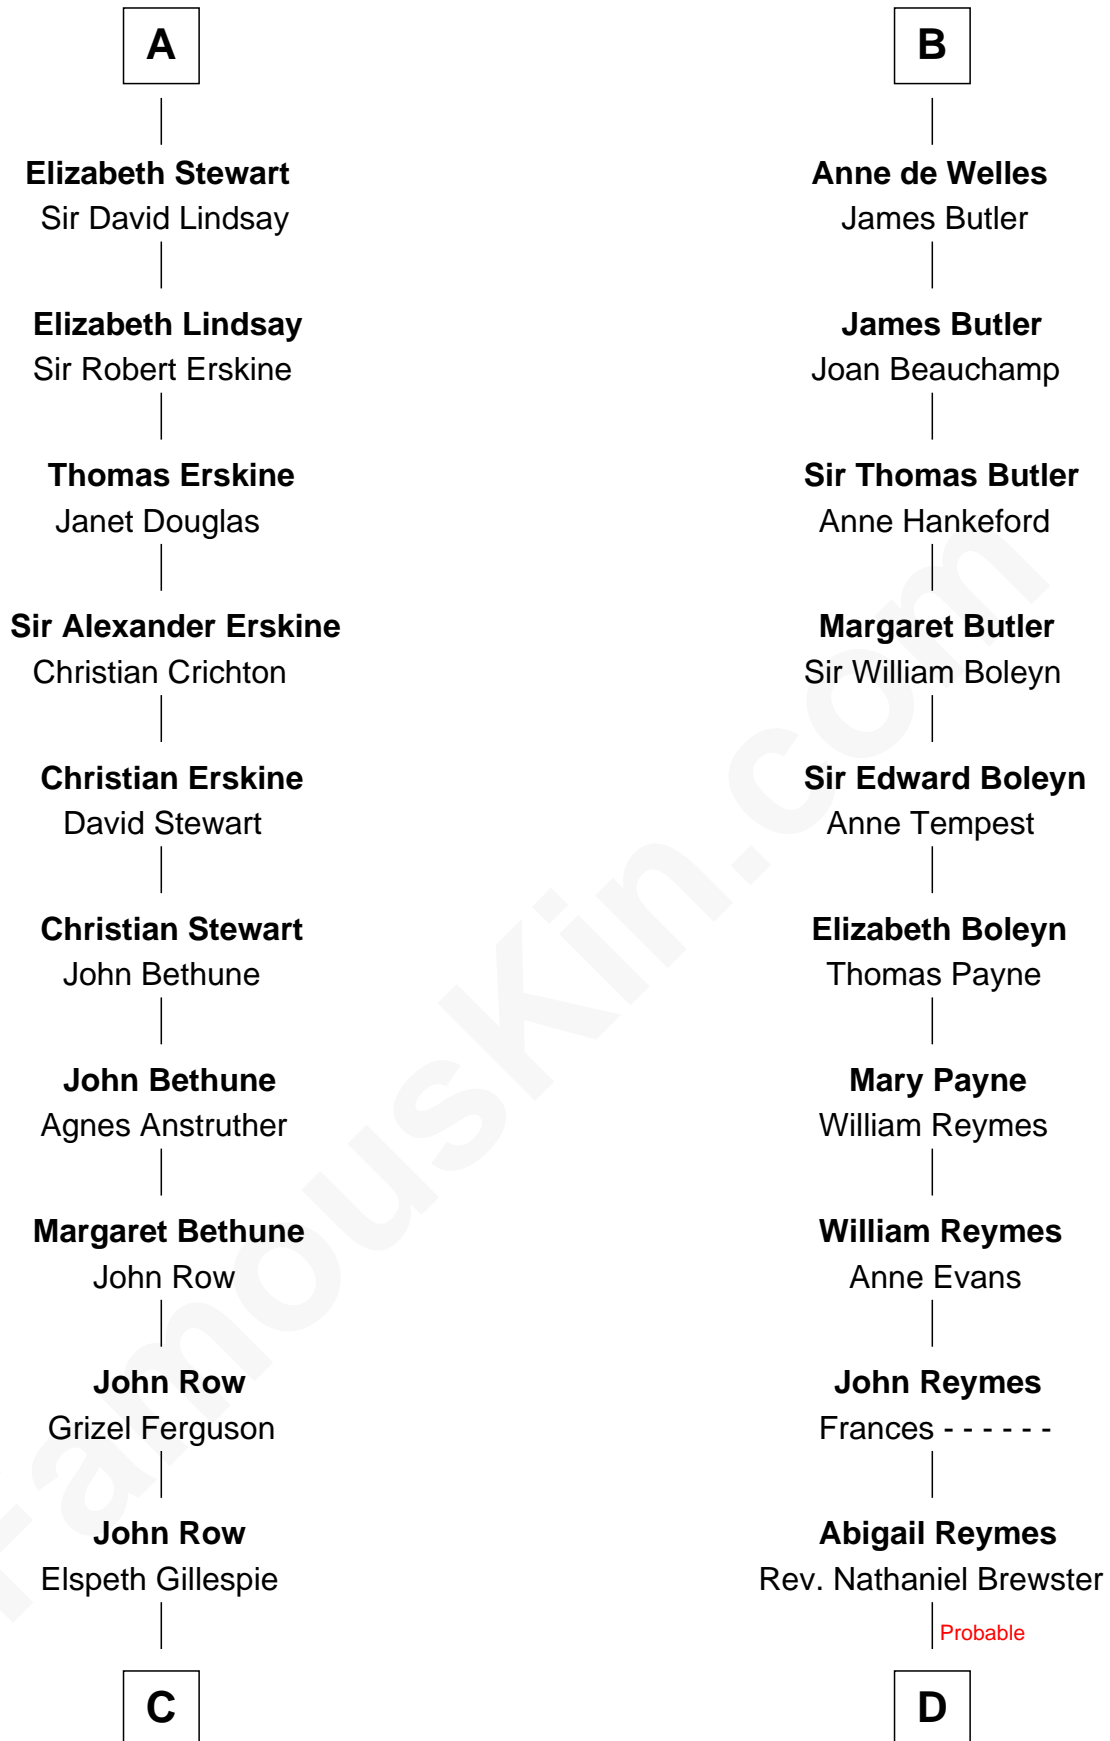 A
Elizabeth Stewart
Sir David Lindsay
Elizabeth Lindsay
Sir Robert Erskine
Thomas Erskine
Janet Douglas
Sir Alexander Erskine
Christian Crichton
Christian Erskine
David Stewart
Christian Stewart
John Bethune
John Bethune
Agnes Anstruther
Margaret Bethune
John Row
John Row
Grizel Ferguson
John Row
Elspeth Gillespie
C
B
Anne de Welles
James Butler
James Butler
Joan Beauchamp
Sir Thomas Butler
Anne Hankeford
Margaret Butler
Sir William Boleyn
Sir Edward Boleyn
Anne Tempest
Elizabeth Boleyn
Thomas Payne
Mary Payne
William Reymes
William Reymes
Anne Evans
John Reymes
Frances - - - - - -
Abigail Reymes
Rev. Nathaniel Brewster
Probable
D
FamousKin.com